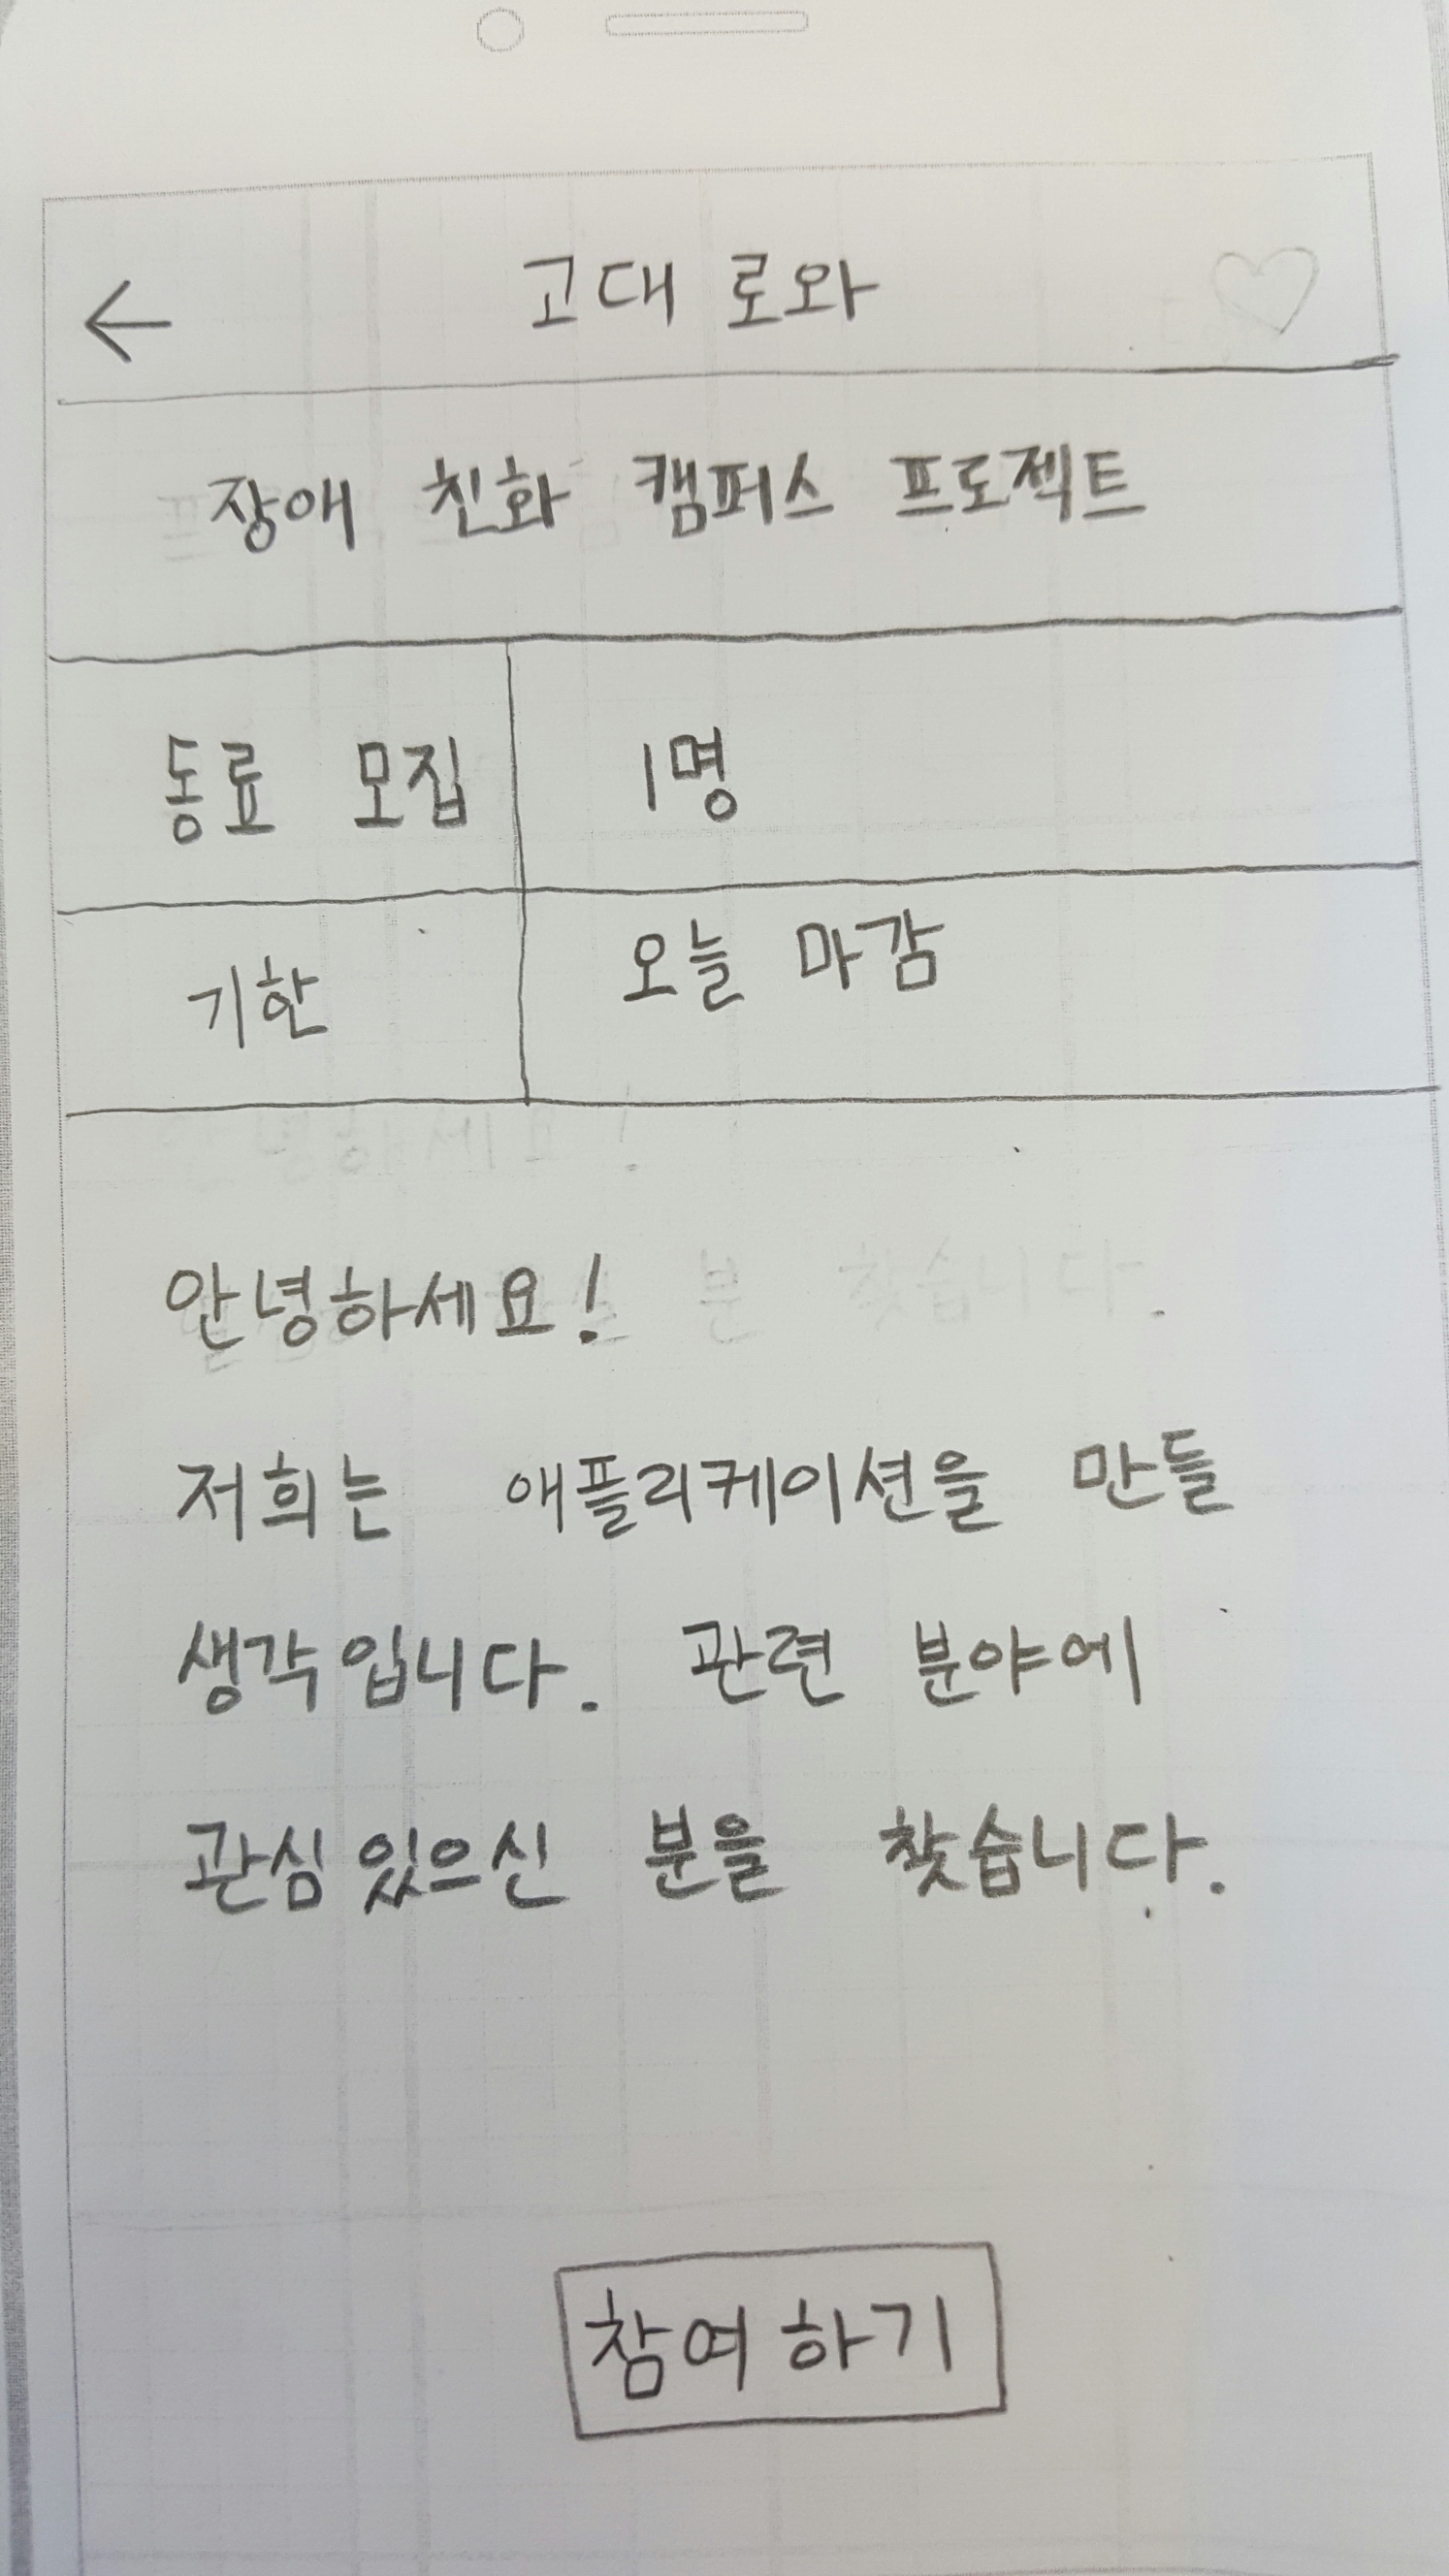 ← 고대 로와 ♡
장애 친화 캠퍼스 프로젝트
동료 모집 1명
기한 오늘 마감
안녕하세요!
저희는 애플리케이션을 만들
생각입니다. 관련 분야에
관심있으신 분을 찾습니다.
참여하기